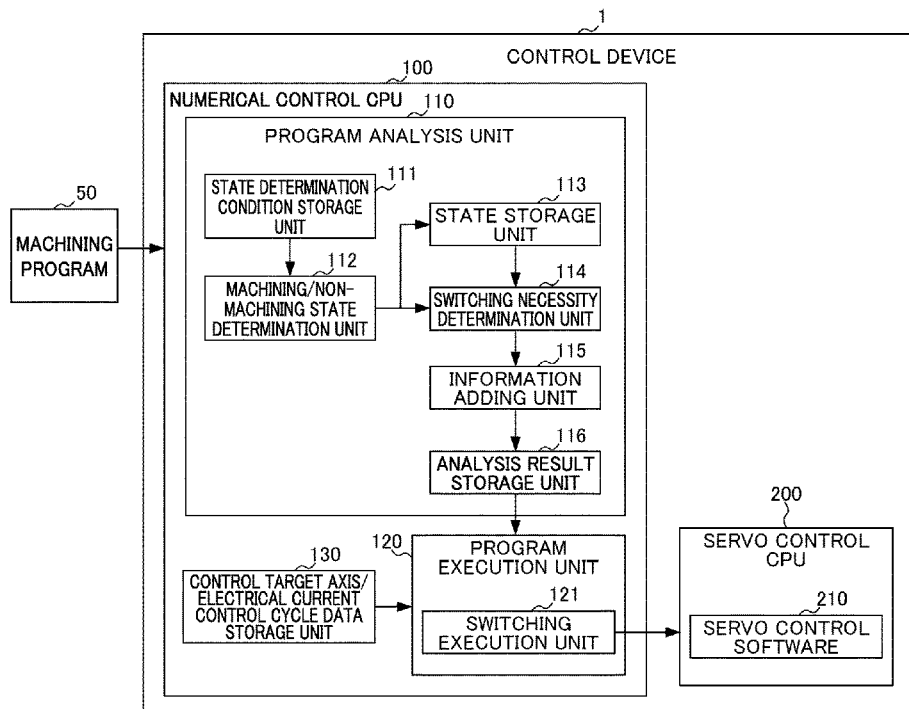 1
CONTROL DEVICE
100
NUMERICAL CONTROL CPU
110
PROGRAM ANALYSIS UNIT
50
MACHINING
PROGRAM
111
STATE DETERMINATION
CONDITION STORAGE
UNIT
113
STATE STORAGE
UNIT
112
MACHINING/NON-
MACHINING STATE
DETERMINATION UNIT
114
SWITCHING NECESSITY
DETERMINATION UNIT
115
INFORMATION
ADDING UNIT
116
ANALYSIS RESULT
STORAGE UNIT
130
CONTROL TARGET AXIS/
ELECTRICAL CURRENT
CONTROL CYCLE DATA
STORAGE UNIT
120
PROGRAM
EXECUTION UNIT
121
SWITCHING
EXECUTION UNIT
200
SERVO CONTROL
CPU
210
SERVO CONTROL
SOFTWARE